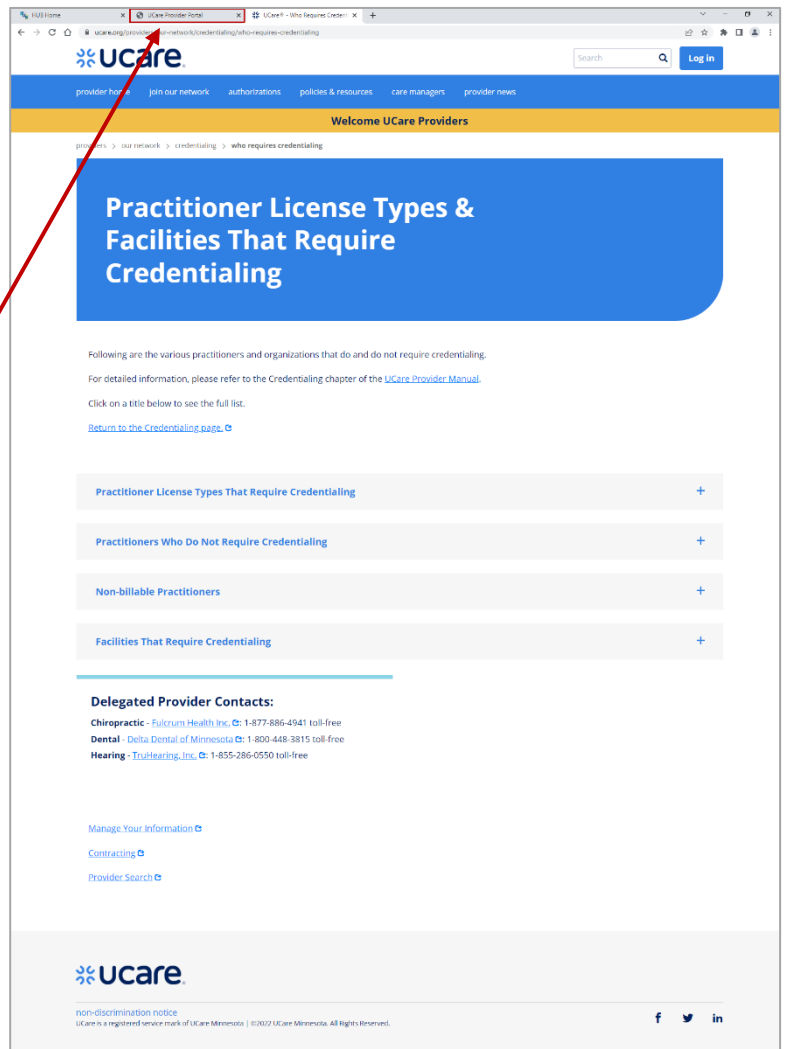 HUB Home
UCare Provider Portal
UCare® - Who Requires Credenti
ucare.org/providers/our-network/credentialing/who-requires-credentialing
ucare.
Search
Log in
provider home join our network authorizations policies & resources care managers provider news
Welcome UCare Providers
providers > our network > credentialing > who requires credentialing
Practitioner License Types &
Facilities That Require
Credentialing
Following are the various practitioners and organizations that do and do not require credentialing.
For detailed information, please refer to the Credentialing chapter of the UCare Provider Manual.
Click on a title below to see the full list.
Return to the Credentialing page.
Practitioner License Types That Require Credentialing +
Practitioners Who Do Not Require Credentialing +
Non-billable Practitioners +
Facilities That Require Credentialing +
Delegated Provider Contacts:
Chiropractic - Fulcrum Health Inc. : 1-877-886-4941 toll-free
Dental - Delta Dental of Minnesota : 1-800-448-3815 toll-free
Hearing - TruHearing, Inc. : 1-855-286-0550 toll-free
Manage Your Information
Contracting
Provider Search
ucare.
non-discrimination notice
UCare is a registered service mark of UCare Minnesota | ©2022 UCare Minnesota. All Rights Reserved.